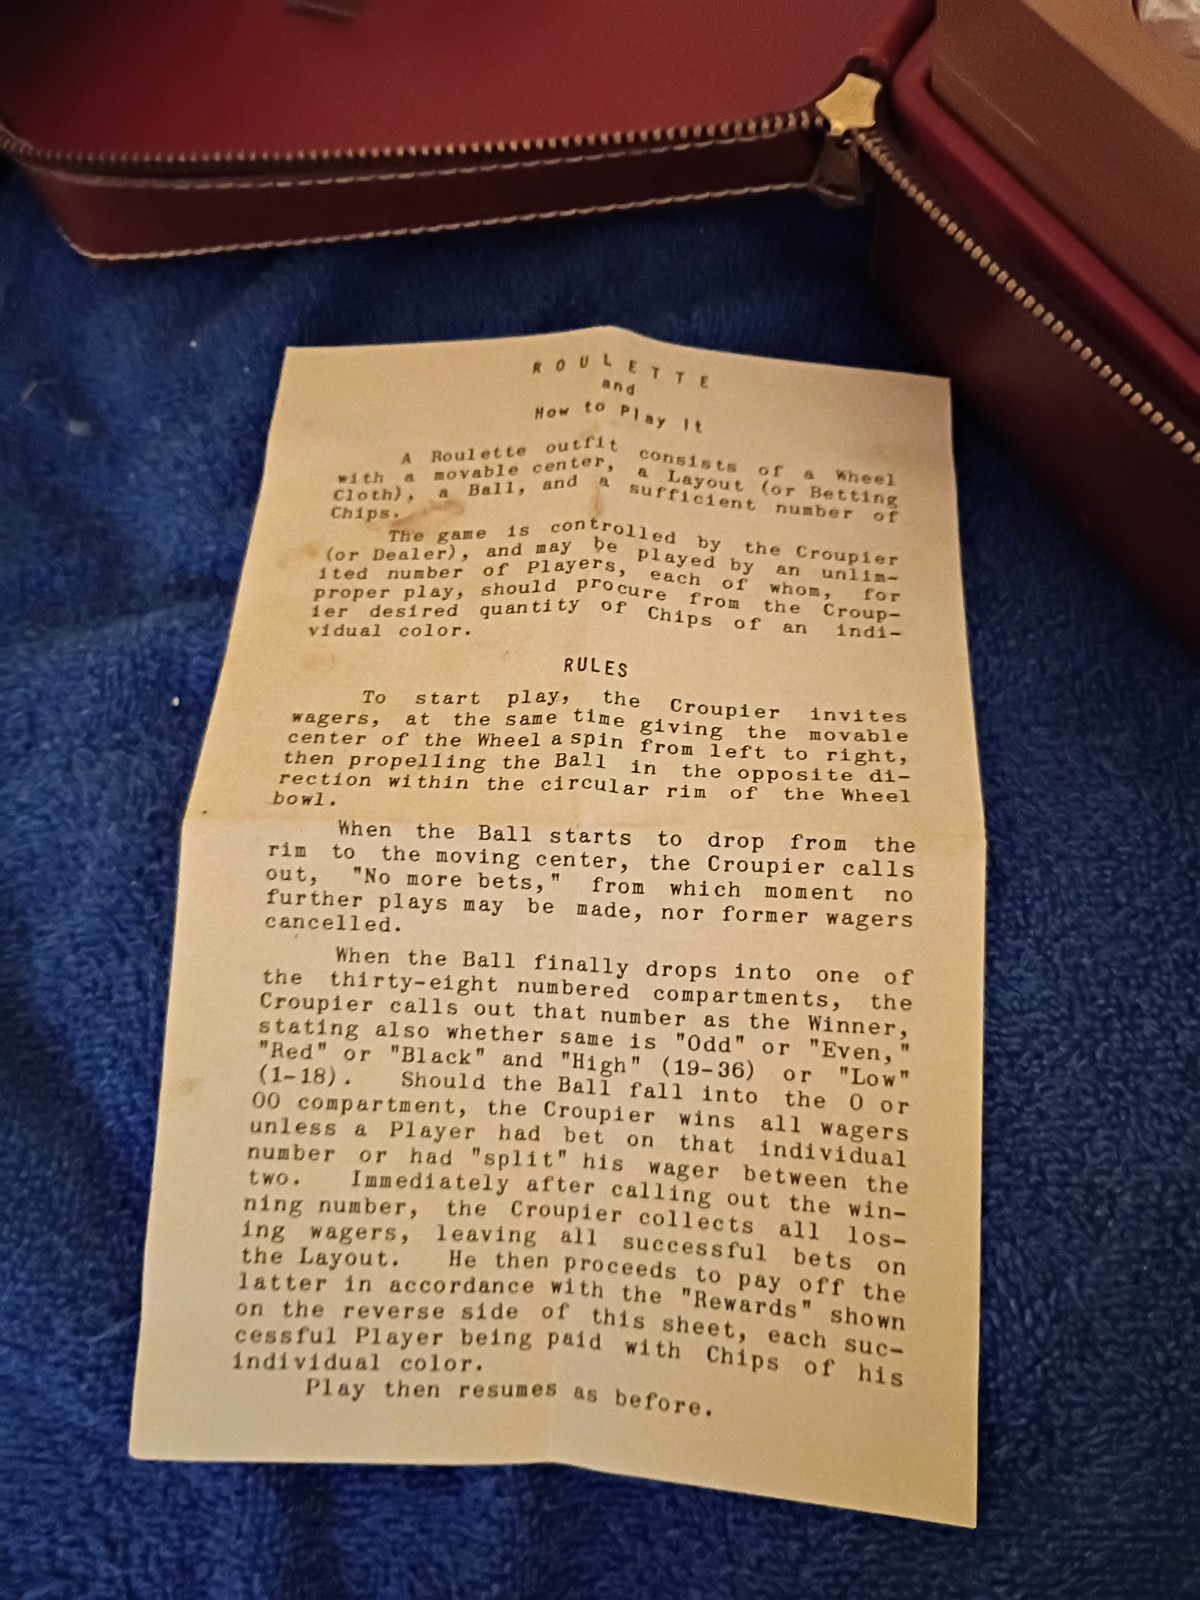 ROULETTE
and
How to Play It
A Roulette outfit consists of a Wheel
with a movable center, a Layout (or Betting
Cloth), a Ball, and a sufficient number of
Chips.
The game is controlled by the Croupier
(or Dealer), and may be played by an unlim-
ited number of Players, each of whom, for
proper play, should procure from the Croup-
ier desired quantity of Chips of an indi-
vidual color.
RULES
To start play, the Croupier invites
wagers, at the same time giving the movable
center of the Wheel a spin from left to right,
then propelling the Ball in the opposite di-
rection within the circular rim of the Wheel
bowl.
When the Ball starts to drop from the
rim to the moving center, the Croupier calls
out, "No more bets," from which moment no
further plays may be made, nor former wagers
cancelled.
When the Ball finally drops into one of
the thirty-eight numbered compartments, the
Croupier calls out that number as the Winner,
stating also whether same is "Odd" or "Even,"
"Red" or "Black" and "High" (19-36) or "Low"
(1-18). Should the Ball fall into the 0 or
00 compartment, the Croupier wins all wagers
unless a Player had bet on that individual
number or had "split" his wager between the
two. Immediately after calling out the win-
ning number, the Croupier collects all los-
ing wagers, leaving all successful bets on
the Layout. He then proceeds to pay off the
latter in accordance with the "Rewards" shown
on the reverse side of this sheet, each suc-
cessful Player being paid with Chips of his
individual color.
Play then resumes as before.